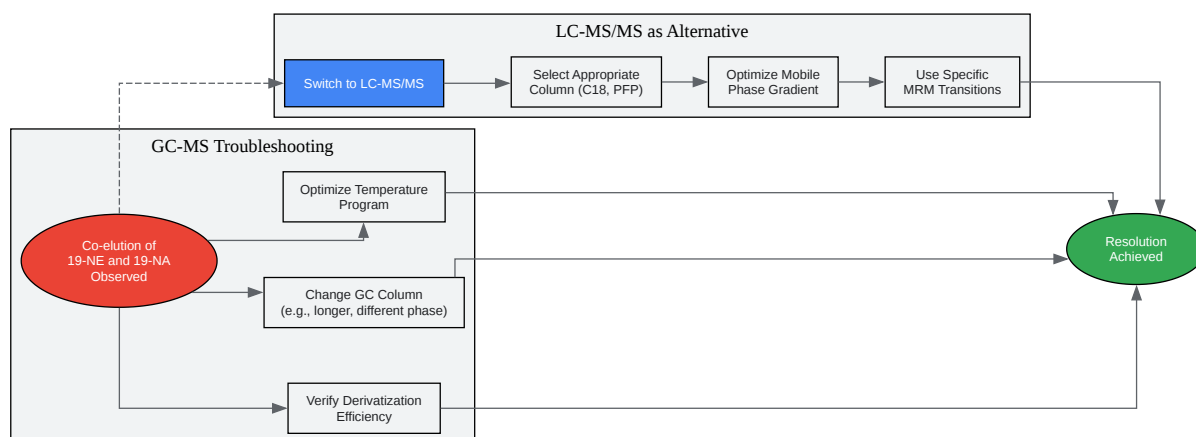 LC-MS/MS as Alternative
Switch to LC-MS/MS
Select Appropriate
Column (C18, PFP)
Optimize Mobile
Phase Gradient
Use Specific
MRM Transitions
GC-MS Troubleshooting
Optimize Temperature
Program
Co-elution of
19-NE and 19-NA
Observed
Resolution
Achieved
Change GC Column
(e.g., longer, different phase)
Verify Derivatization
Efficiency